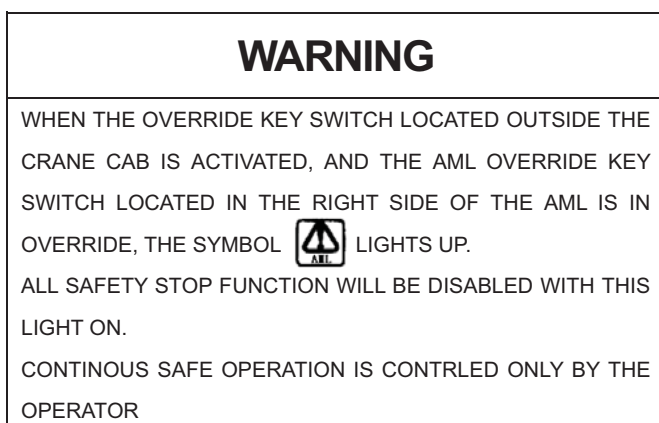 WARNING
WHEN THE OVERRIDE KEY SWITCH LOCATED OUTSIDE THE
CRANE CAB IS ACTIVATED, AND THE AML OVERRIDE KEY
SWITCH LOCATED IN THE RIGHT SIDE OF THE AML IS IN
OVERRIDE, THE SYMBOL AML LIGHTS UP.
ALL SAFETY STOP FUNCTION WILL BE DISABLED WITH THIS
LIGHT ON.
CONTINOUS SAFE OPERATION IS CONTRLED ONLY BY THE
OPERATOR